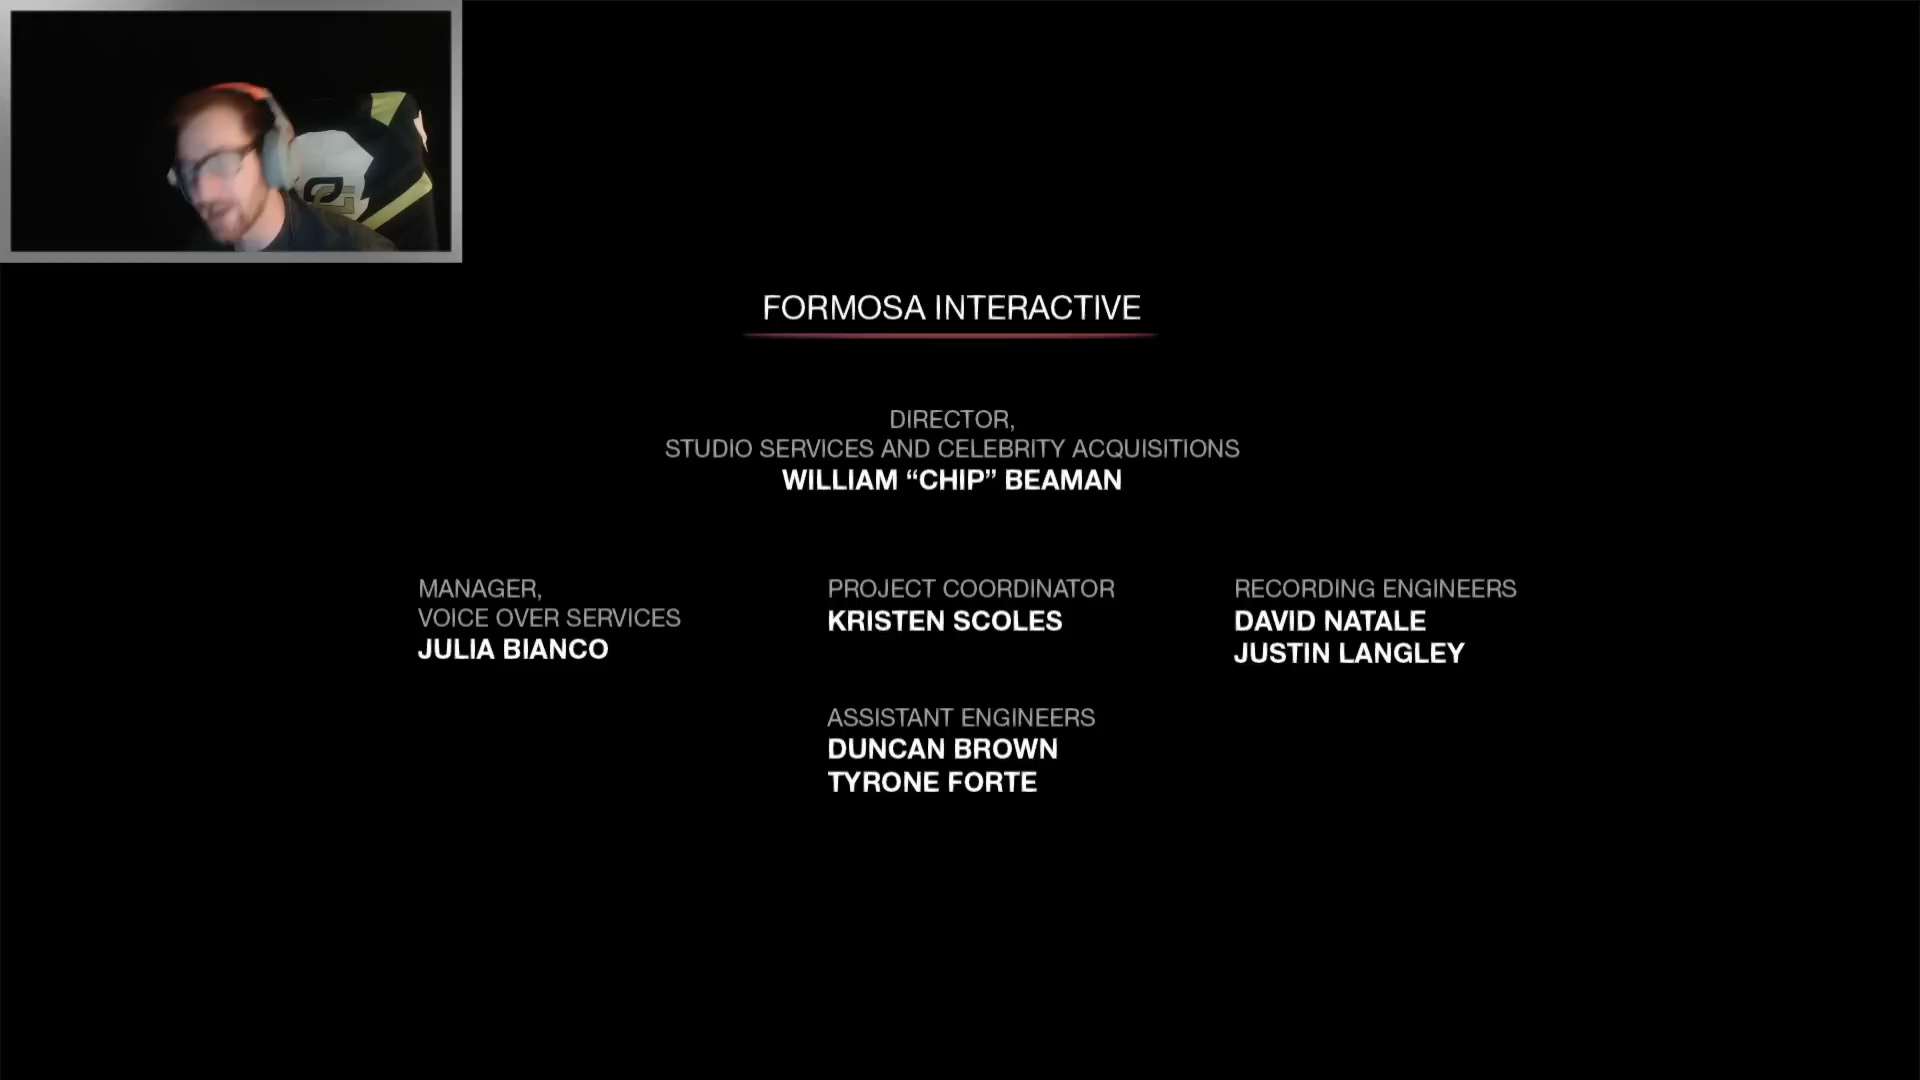 FORMOSA INTERACTIVE
DIRECTOR,
STUDIO SERVICES AND CELEBRITY ACQUISITIONS
WILLIAM “CHIP” BEAMAN
MANAGER,
VOICE OVER SERVICES
JULIA BIANCO
PROJECT COORDINATOR
KRISTEN SCOLES
RECORDING ENGINEERS
DAVID NATALE
JUSTIN LANGLEY
ASSISTANT ENGINEERS
DUNCAN BROWN
TYRONE FORTE